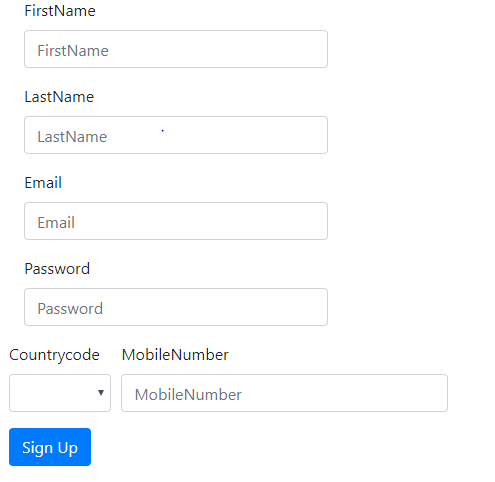 FirstName
FirstName
LastName
LastName
Email
Email
Password
Password
Countrycode MobileNumber
MobileNumber
Sign Up